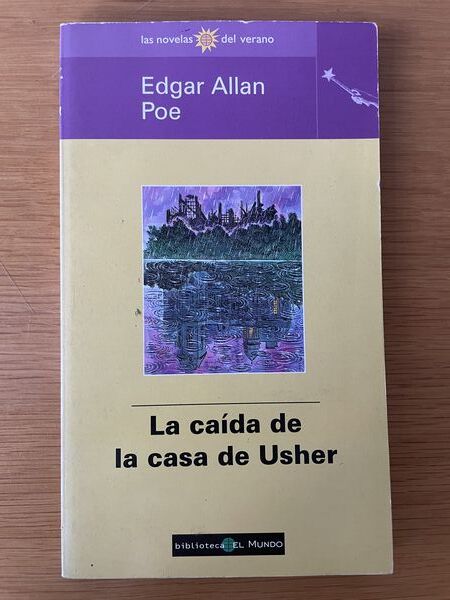 las novelas del verano
Edgar Allan
Poe
La caída de
la casa de Usher
biblioteca EL MUNDO